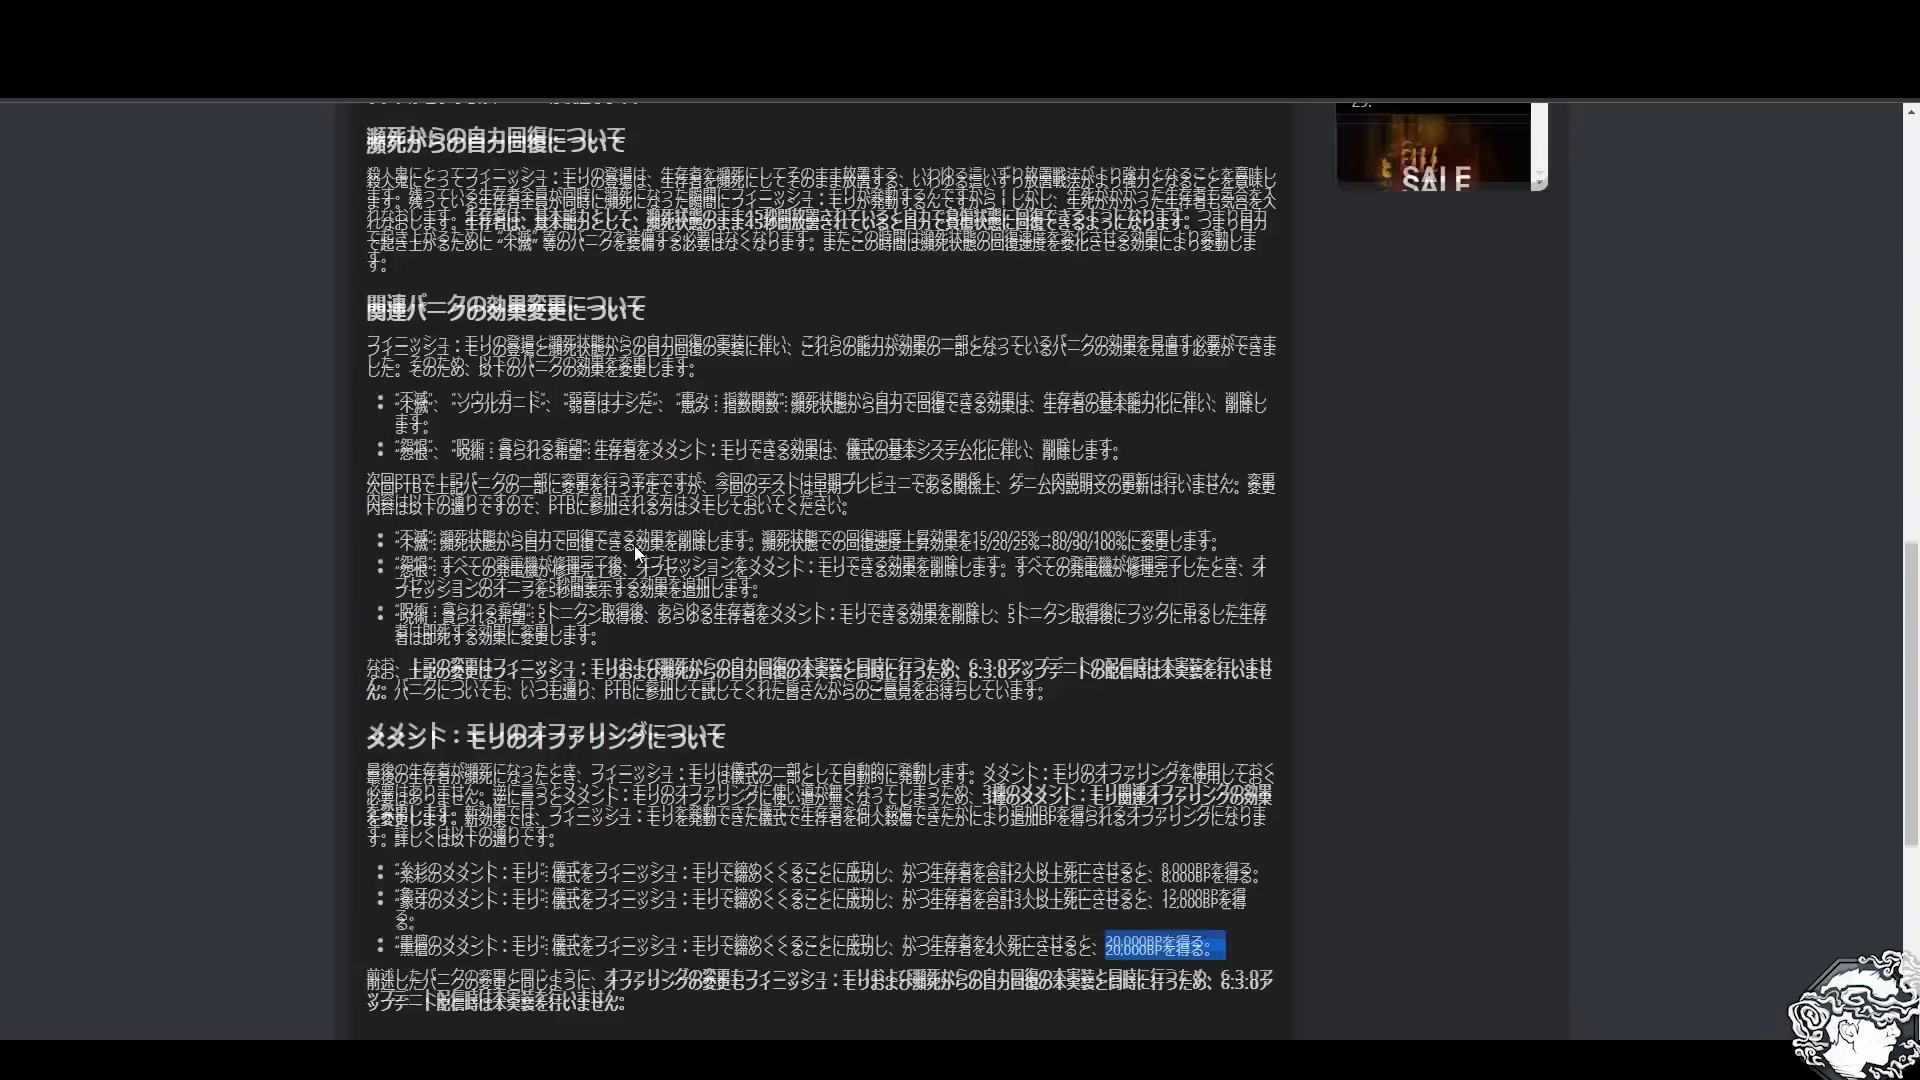 瀕死からの自力回復について
殺人鬼にとってフィニッシュ：モリの登場は、生存者を瀕死にしてそのまま放置する、いわゆる這いずり放置戦法がより強力となることを意味し
ます。残っている生存者全員が同時に瀕死になった瞬間にフィニッシュ：モリが発動するんですから！しかし、生死がかかった生存者も気合を入
れなおします。生存者は、基本能力として、瀕死状態のまま45秒間放置されていると自力で負傷状態に回復できるようになります。つまり自力
で起き上がるために “不滅” 等のパークを装備する必要はなくなります。またこの時間は瀕死状態の回復速度を変化させる効果により変動しま
す。
関連パークの効果変更について
フィニッシュ：モリの登場と瀕死状態からの自力回復の実装に伴い、これらの能力が効果の一部となっているパークの効果を見直す必要ができま
した。そのため、以下のパークの効果を変更します。
• “不滅”、 “ソウルガード”、 “弱音はナシだ”、 “恵み：指数関数”: 瀕死状態から自力で回復できる効果は、生存者の基本能力化に伴い、削除し
ます。
• “怨恨”、 “呪術：貪られる希望”: 生存者をメメント：モリできる効果は、儀式の基本システム化に伴い、削除します。
次回PTBで上記パークの一部に変更を行う予定ですが、今回のテストは早期プレビューである関係上、ゲーム内説明文の更新は行いません。変更
内容は以下の通りですので、PTBに参加される方はメモしておいてください。
• “不滅”: 瀕死状態から自力で回復できる効果を削除します。瀕死状態での回復速度上昇効果を15/20/25%→80/90/100%に変更します。
• “怨恨”: すべての発電機が修理完了後、オブセッションをメメント：モリできる効果を削除します。すべての発電機が修理完了したとき、オ
ブセッションのオーラを5秒間表示する効果を追加します。
• “呪術：貪られる希望”: 5トークン取得後、あらゆる生存者をメメント：モリできる効果を削除し、5トークン取得後にフックに吊るした生存
者は即死する効果に変更します。
なお、上記の変更はフィニッシュ：モリおよび瀕死からの自力回復の本実装と同時に行うため、6.3.0アップデートの配信時は本実装を行いませ
ん。パークについても、いつも通り、PTBに参加して試してくれた皆さんからのご意見をお待ちしています。
メメント：モリのオファリングについて
最後の生存者が瀕死になったとき、フィニッシュ：モリは儀式の一部として自動的に発動します。メメント：モリのオファリングを使用しておく
必要はありません。逆に言うとメメント：モリのオファリングに使い道が無くなってしまうため、3種のメメント：モリ関連オファリングの効果
を変更します。新効果では、フィニッシュ：モリを発動できた儀式で生存者を何人殺傷できたかにより追加BPを得られるオファリングになりま
す。詳しくは以下の通りです。
• “糸杉のメメント：モリ”: 儀式をフィニッシュ：モリで締めくくることに成功し、かつ生存者を合計2人以上死亡させると、8,000BPを得る。
• “象牙のメメント：モリ”: 儀式をフィニッシュ：モリで締めくくることに成功し、かつ生存者を合計3人以上死亡させると、12,000BPを得
る。
• “黒檀のメメント：モリ”: 儀式をフィニッシュ：モリで締めくくることに成功し、かつ生存者を4人死亡させると、20,000BPを得る。
前述したパークの変更と同じように、オファリングの変更もフィニッシュ：モリおよび瀕死からの自力回復の本実装と同時に行うため、6.3.0ア
ップデート配信時は本実装を行いません。
SALE